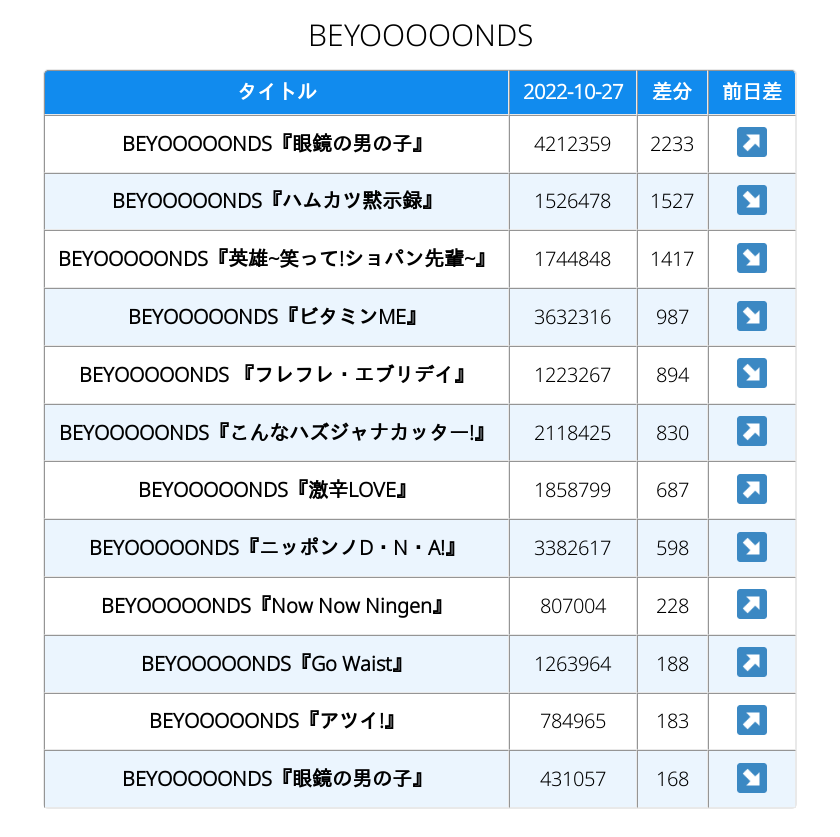 BEYOOOOONDS
タイトル 2022-10-27 差分 前日差
BEYOOOOONDS『眼鏡の男の子』 4212359 2233 ↗
BEYOOOOONDS『ハムカツ黙示録』 1526478 1527 ↘
BEYOOOOONDS『英雄~笑って!ショパン先輩~』 1744848 1417 ↘
BEYOOOOONDS『ビタミンME』 3632316 987 ↘
BEYOOOOONDS 『フレフレ・エブリデイ』 1223267 894 ↘
BEYOOOOONDS『こんなハズジャナカッター!』 2118425 830 ↗
BEYOOOOONDS『激辛LOVE』 1858799 687 ↗
BEYOOOOONDS『ニッポンノD・N・A!』 3382617 598 ↘
BEYOOOOONDS『Now Now Ningen』 807004 228 ↗
BEYOOOOONDS『Go Waist』 1263964 188 ↗
BEYOOOOONDS『アツイ!』 784965 183 ↗
BEYOOOOONDS『眼鏡の男の子』 431057 168 ↘